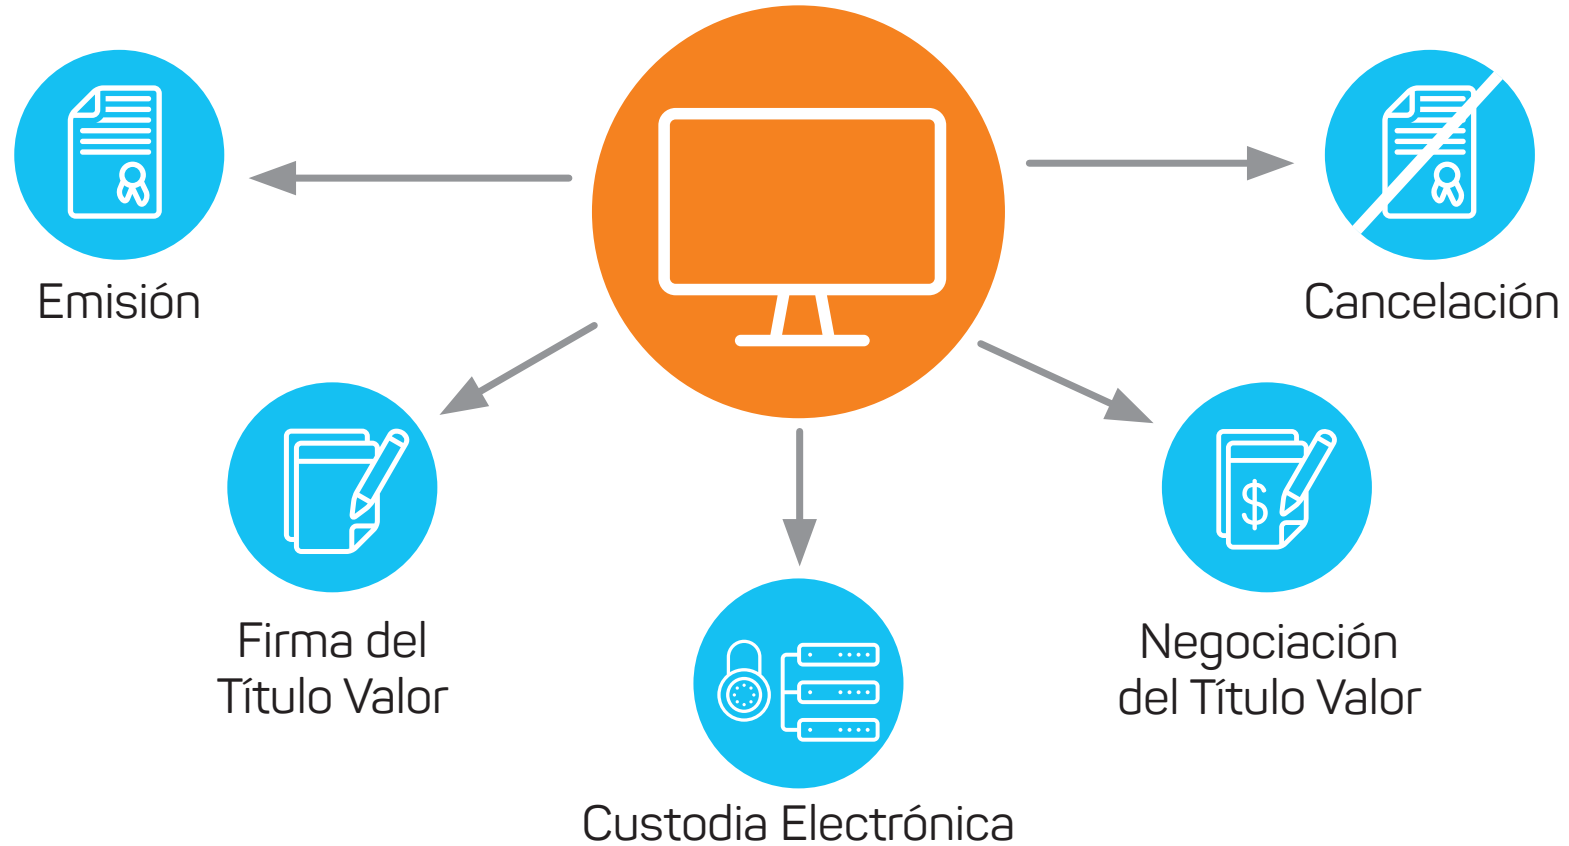 Emisión
Cancelación
Firma del
Título Valor
Negociación
del Título Valor
$
Custodia Electrónica